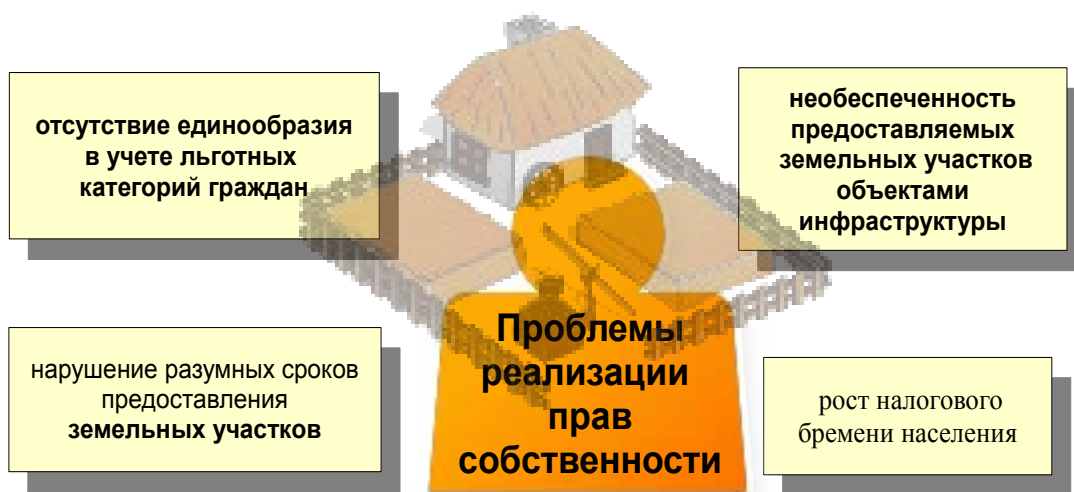 отсутствие единообразия
в учете льготных
категорий граждан
необеспеченность
предоставляемых
земельных участков
объектами
инфраструктуры
Проблемы
реализации
прав
собственности
нарушение разумных сроков
предоставления
земельных участков
рост налогового
бремени населения